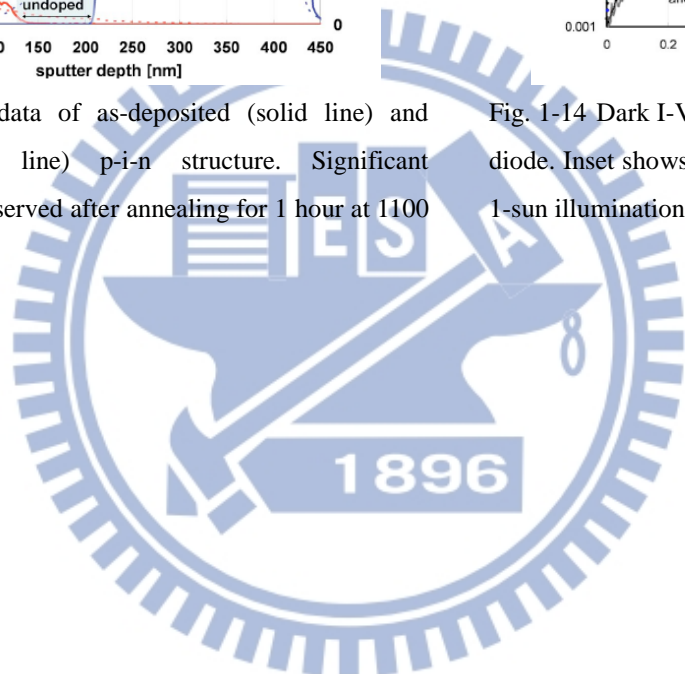 undoped
0
0.001
0 150 200 250 300 350 400 450
0 0.2
sputter depth [nm]
data of as-deposited (solid line) and
line) p-i-n structure. Significant
served after annealing for 1 hour at 1100
Fig. 1-14 Dark I-V
diode. Inset shows
1-sun illumination
E S A
8
1896